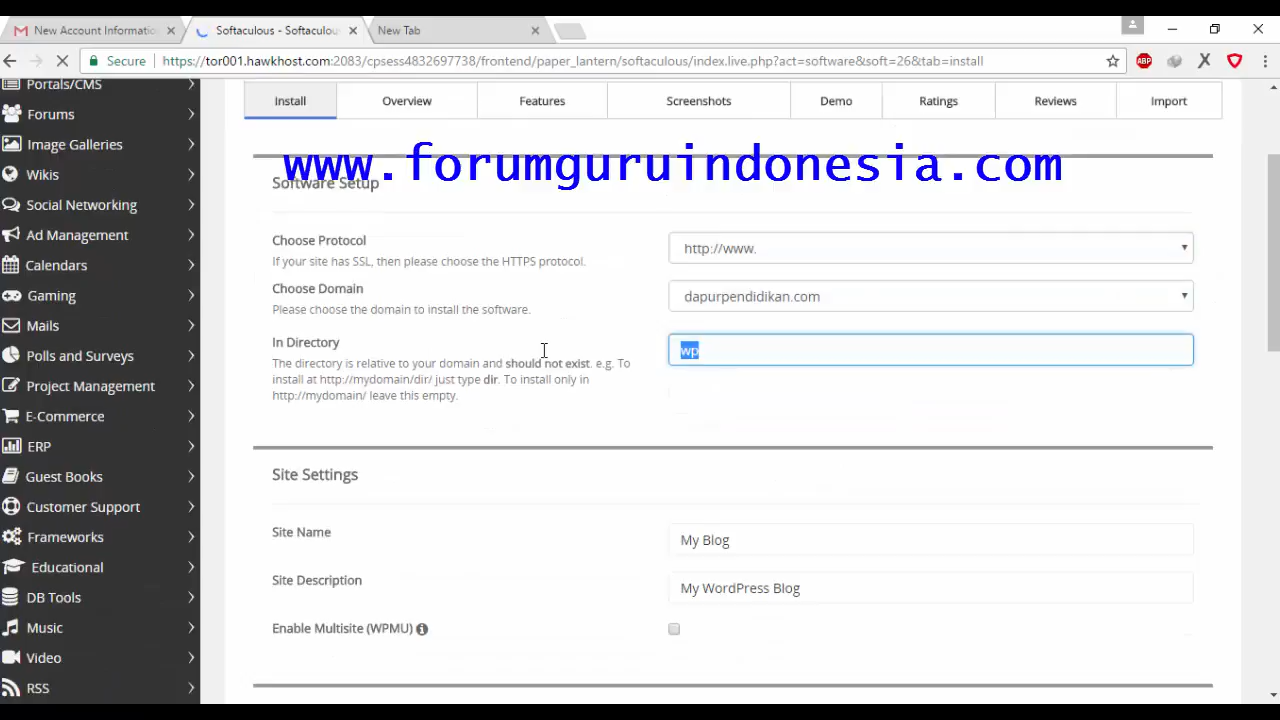 New Account Informatio
Softaculous - Softaculous
New Tab
Secure https://tor001.hawkhost.com:2083/cpsess4832697738/frontend/paper_lantern/softaculous/index.live.php?act=software&soft=26&tab=install
ABP
Portals/CMS
Forums
Image Galleries
Wikis
Social Networking
Ad Management
Calendars
Gaming
Mails
Polls and Surveys
Project Management
E-Commerce
ERP
Guest Books
Customer Support
Frameworks
Educational
DB Tools
Music
Video
RSS
Install Overview Features Screenshots Demo Ratings Reviews Import
www.forumguruindonesia.com
Software Setup
Choose Protocol
If your site has SSL, then please choose the HTTPS protocol.
http://www.
Choose Domain
Please choose the domain to install the software.
dapurpendidikan.com
In Directory
The directory is relative to your domain and should not exist. e.g. To
install at http://mydomain/dir/ just type dir. To install only in
http://mydomain/ leave this empty.
wp
Site Settings
Site Name
My Blog
Site Description
My WordPress Blog
Enable Multisite (WPMU)